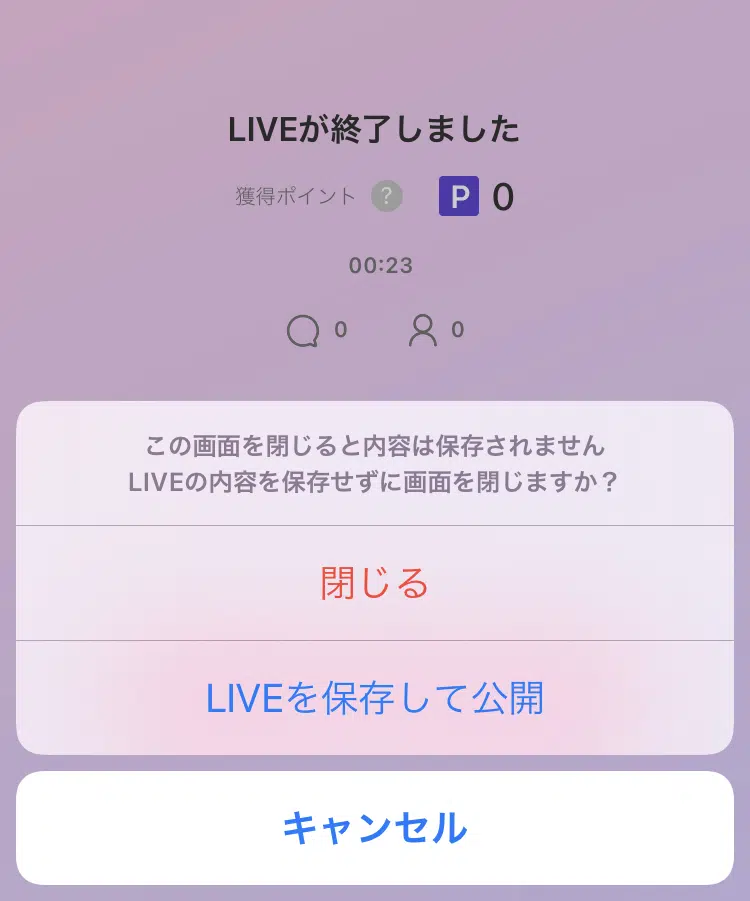 LIVEが終了しました
獲得ポイント ? P 0
00:23
0 0
この画面を閉じると内容は保存されません
LIVEの内容を保存せずに画面を閉じますか？
閉じる
LIVEを保存して公開
キャンセル